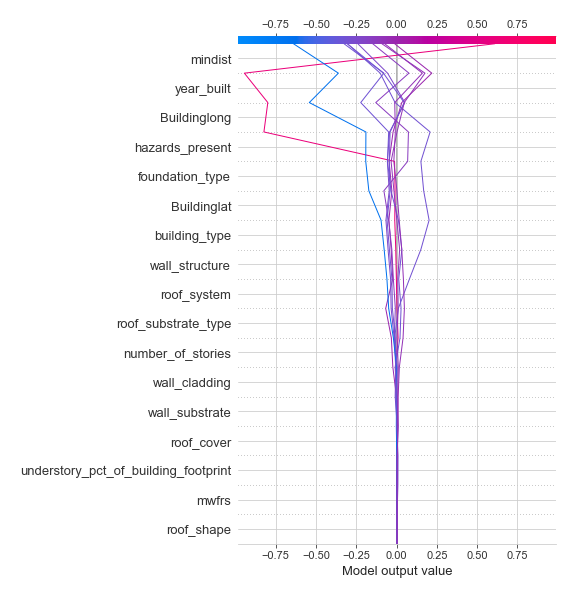 −0.75 −0.50 −0.25 0.00 0.25 0.50 0.75
mindist
year_built
Buildinglong
hazards_present
foundation_type
Buildinglat
building_type
wall_structure
roof_system
roof_substrate_type
number_of_stories
wall_cladding
wall_substrate
roof_cover
understory_pct_of_building_footprint
mwfrs
roof_shape
−0.75 −0.50 −0.25 0.00 0.25 0.50 0.75
Model output value